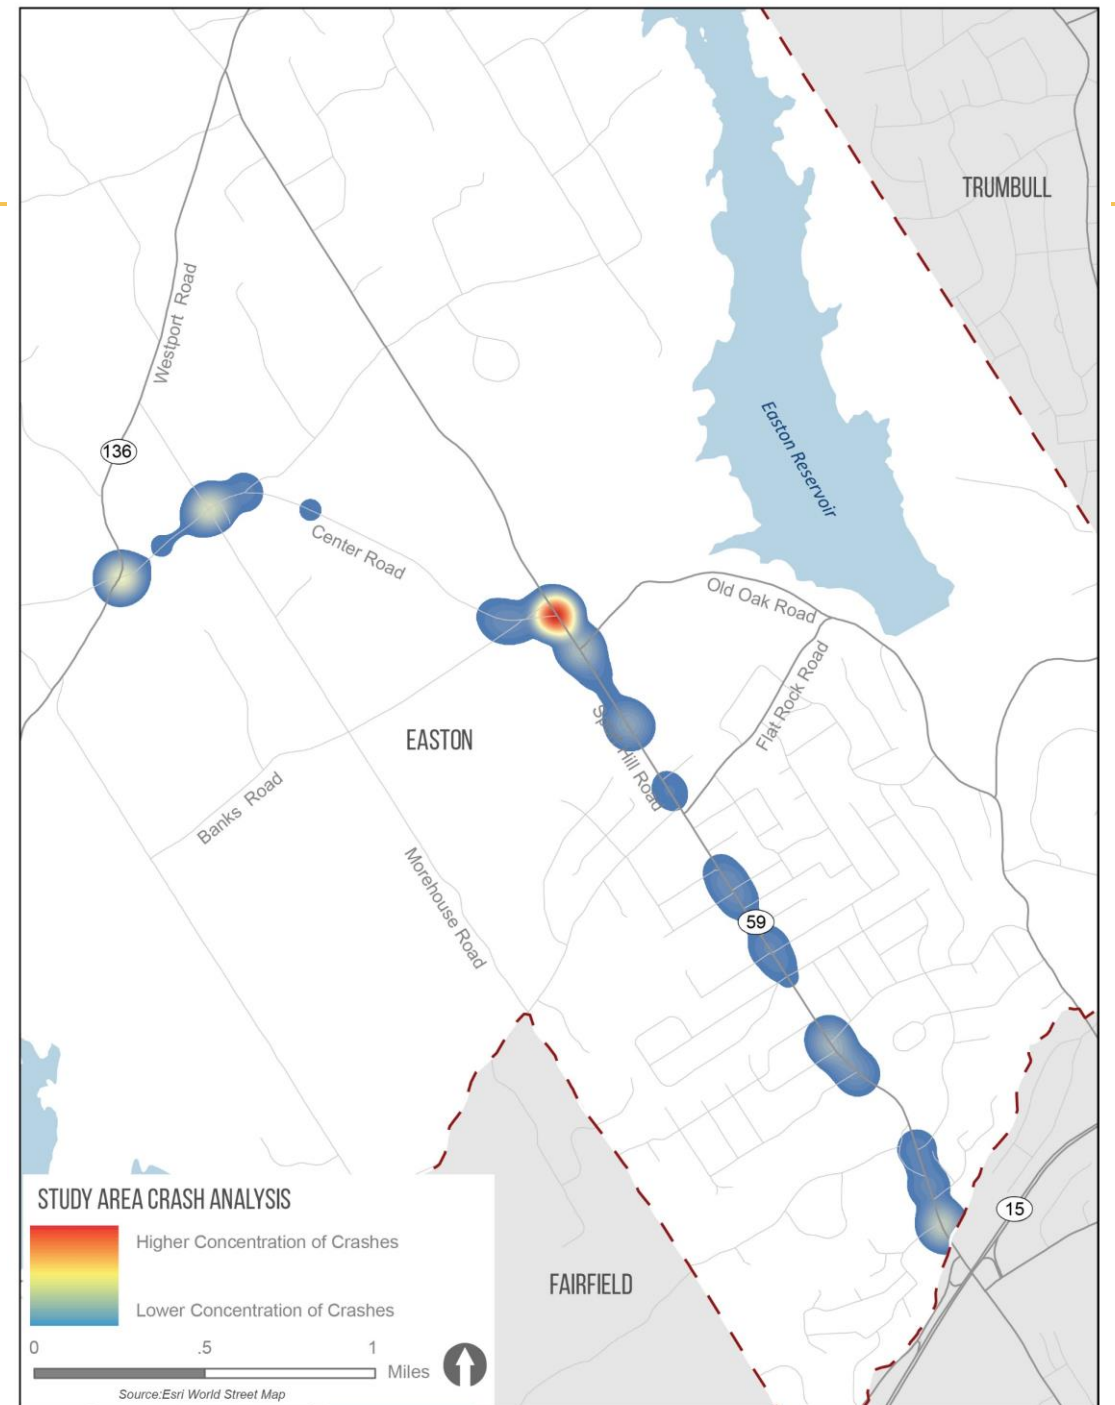 TRUMBULL
Westport Road
Easton Reservoir
136
Center Road
Old Oak Road
Flat Rock Road
EASTON
Hill Road
Banks Road
Morehouse Road
59
STUDY AREA CRASH ANALYSIS
Higher Concentration of Crashes
Lower Concentration of Crashes
15
FAIRFIELD
0 .5 1
Miles
Source:Esri World Street Map